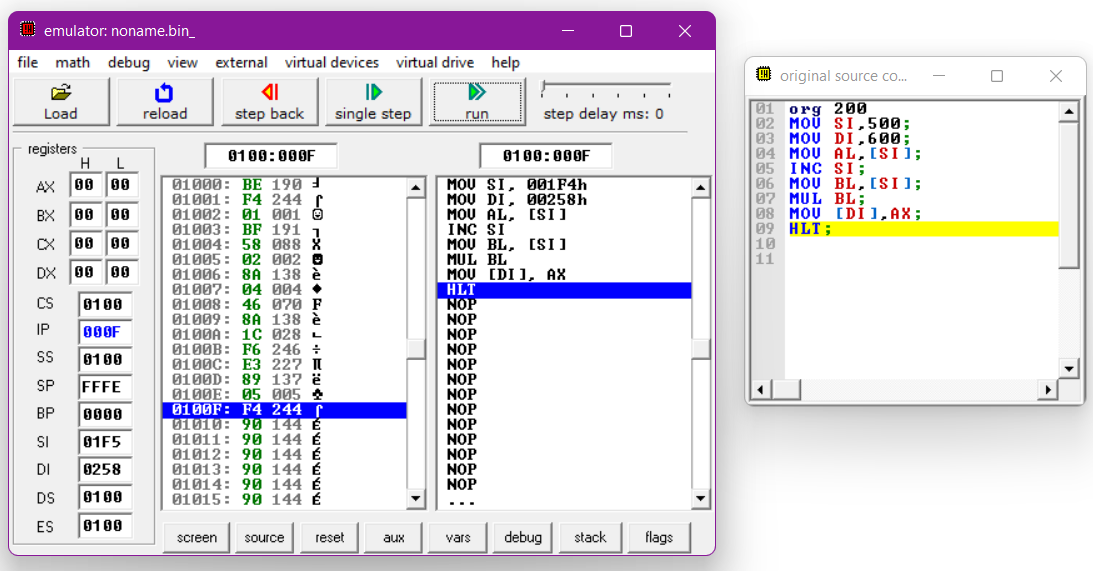 emulator: noname.bin_
file math debug view external virtual devices virtual drive help
Load reload step back single step run step delay ms: 0
registers
H L
0100:000F 0100:000F
AX 00 00
BX 00 00
CX 00 00
DX 00 00
CS 0100
IP 000F
SS 0100
SP FFFE
BP 0000
SI 01F5
DI 0258
DS 0100
ES 0100
01000: BE 190 ╛
01001: F4 244 ⌠
01002: 01 001 ☺
01003: BF 191 ┐
01004: 58 088 X
01005: 02 002 ☻
01006: 8A 138 è
01007: 04 004 ♦
01008: 46 070 F
01009: 8A 138 è
0100A: 1C 028 ∟
0100B: F6 246 ÷
0100C: E3 227 π
0100D: 89 137 ë
0100E: 05 005 ♣
0100F: F4 244 ⌠
01010: 90 144 É
01011: 90 144 É
01012: 90 144 É
01013: 90 144 É
01014: 90 144 É
01015: 90 144 É
MOV SI, 001F4h
MOV DI, 00258h
MOV AL, [SI]
INC SI
MOV BL, [SI]
MUL BL
MOV [DI], AX
HLT
NOP
NOP
NOP
NOP
NOP
NOP
NOP
NOP
NOP
NOP
NOP
NOP
NOP
...
screen source reset aux vars debug stack flags
original source co...
01 org 200
02 MOV SI,500;
03 MOV DI,600;
04 MOV AL,[SI];
05 INC SI;
06 MOV BL,[SI];
07 MUL BL;
08 MOV [DI],AX;
09 HLT;
10
11